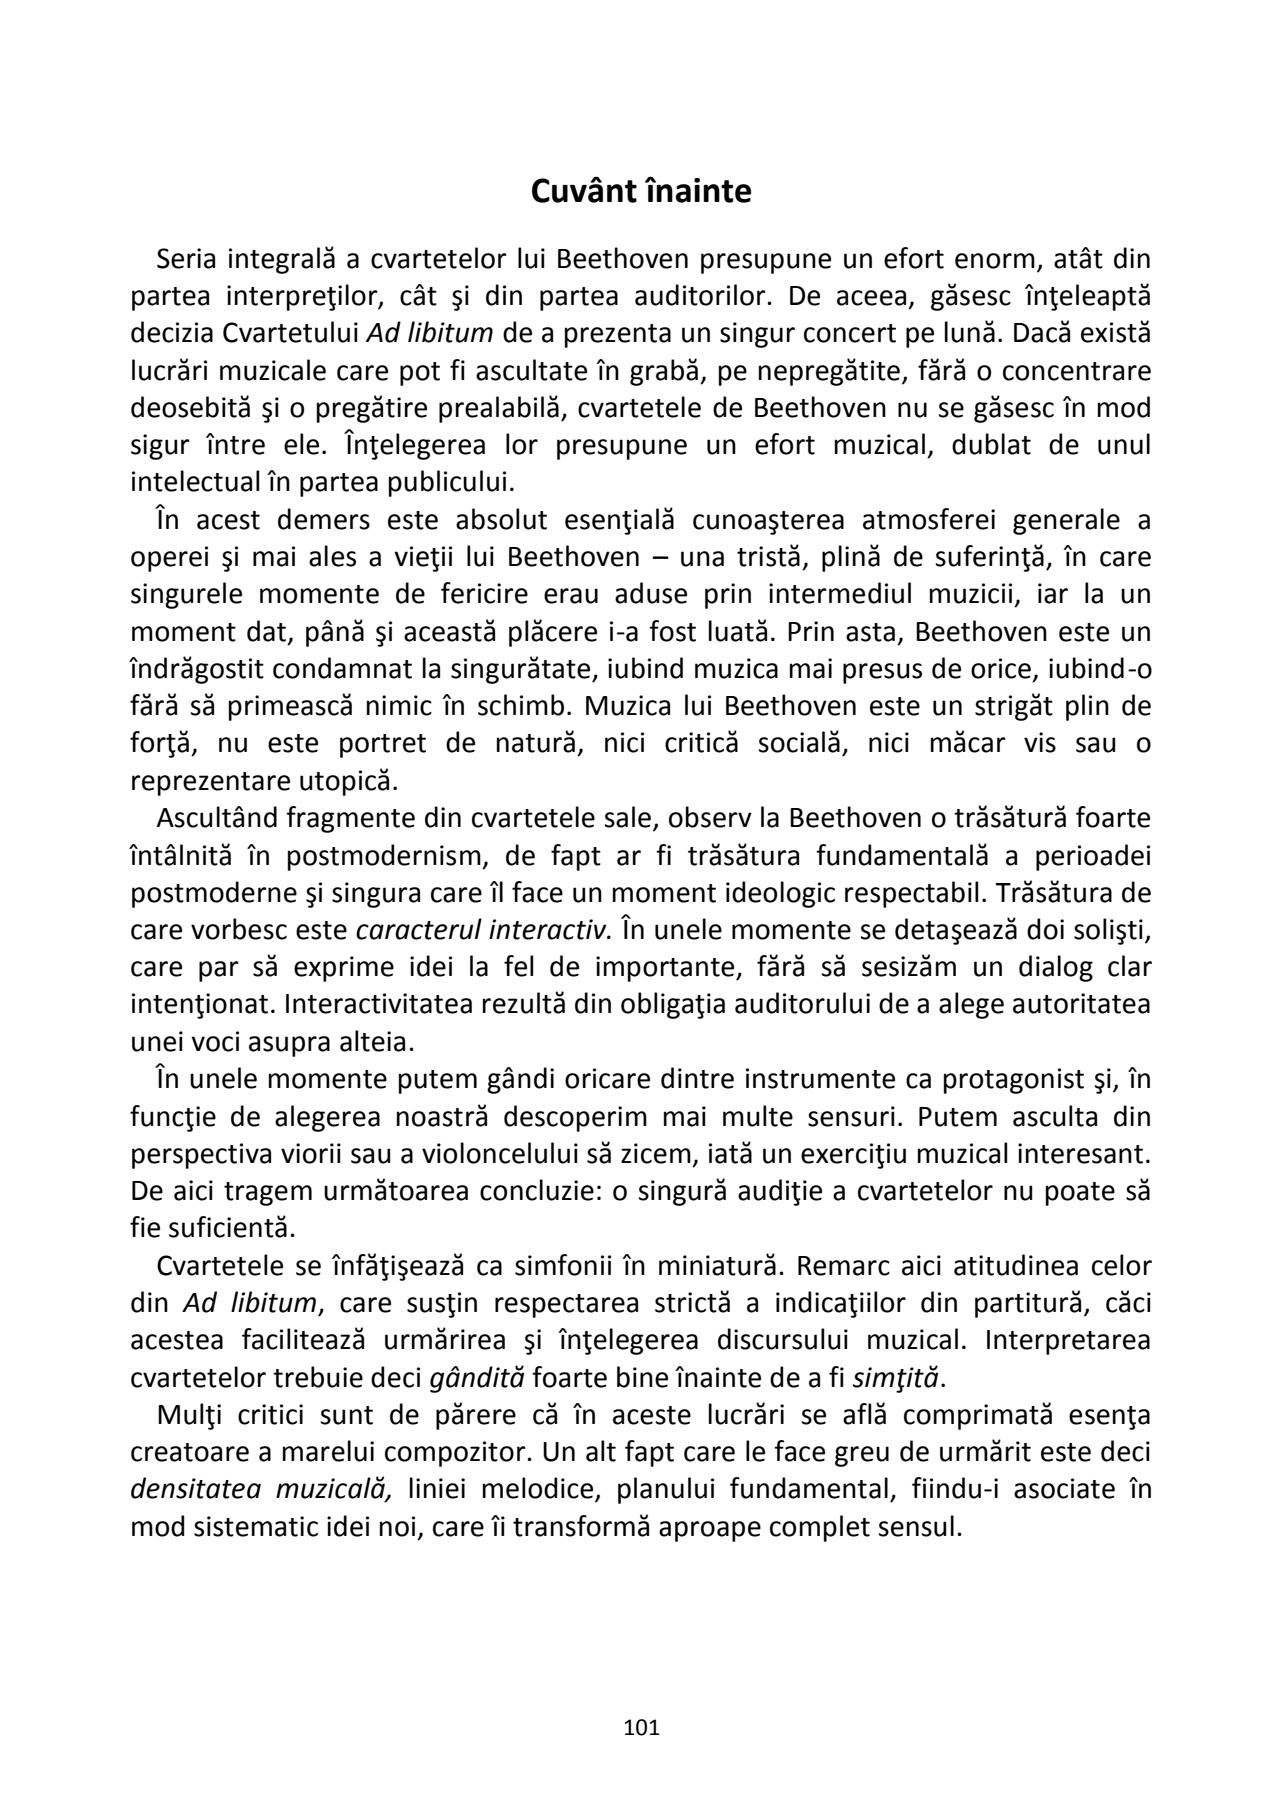 Cuvânt înainte
Seria integrală a cvartetelor lui Beethoven presupune un efort enorm, atât din
partea interpreţilor, cât şi din partea auditorilor. De aceea, găsesc înţeleaptă
decizia Cvartetului Ad libitum de a prezenta un singur concert pe lună. Dacă există
lucrări muzicale care pot fi ascultate în grabă, pe nepregătite, fără o concentrare
deosebită şi o pregătire prealabilă, cvartetele de Beethoven nu se găsesc în mod
sigur între ele. Înţelegerea lor presupune un efort muzical, dublat de unul
intelectual în partea publicului.
În acest demers este absolut esenţială cunoaşterea atmosferei generale a
operei şi mai ales a vieţii lui Beethoven – una tristă, plină de suferinţă, în care
singurele momente de fericire erau aduse prin intermediul muzicii, iar la un
moment dat, până şi această plăcere i-a fost luată. Prin asta, Beethoven este un
îndrăgostit condamnat la singurătate, iubind muzica mai presus de orice, iubind-o
fără să primească nimic în schimb. Muzica lui Beethoven este un strigăt plin de
forţă, nu este portret de natură, nici critică socială, nici măcar vis sau o
reprezentare utopică.
Ascultând fragmente din cvartetele sale, observ la Beethoven o trăsătură foarte
întâlnită în postmodernism, de fapt ar fi trăsătura fundamentală a perioadei
postmoderne şi singura care îl face un moment ideologic respectabil. Trăsătura de
care vorbesc este caracterul interactiv. În unele momente se detaşează doi solişti,
care par să exprime idei la fel de importante, fără să sesizăm un dialog clar
intenţionat. Interactivitatea rezultă din obligaţia auditorului de a alege autoritatea
unei voci asupra alteia.
În unele momente putem gândi oricare dintre instrumente ca protagonist şi, în
funcţie de alegerea noastră descoperim mai multe sensuri. Putem asculta din
perspectiva viorii sau a violoncelului să zicem, iată un exerciţiu muzical interesant.
De aici tragem următoarea concluzie: o singură audiţie a cvartetelor nu poate să
fie suficientă.
Cvartetele se înfăţişează ca simfonii în miniatură. Remarc aici atitudinea celor
din Ad libitum, care susţin respectarea strictă a indicaţiilor din partitură, căci
acestea facilitează urmărirea şi înţelegerea discursului muzical. Interpretarea
cvartetelor trebuie deci gândită foarte bine înainte de a fi simţită.
Mulţi critici sunt de părere că în aceste lucrări se află comprimată esenţa
creatoare a marelui compozitor. Un alt fapt care le face greu de urmărit este deci
densitatea muzicală, liniei melodice, planului fundamental, fiindu-i asociate în
mod sistematic idei noi, care îi transformă aproape complet sensul.
101